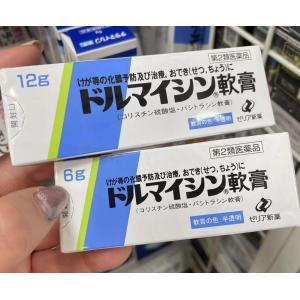 12g
けが等の化膿予防及び治療、おでき（せつ、ちょう）に
第2類医薬品
ドルマイシン軟膏
（コリスチン硫酸塩・バシトラシン軟膏）
開封口
軟膏の色：半透明
ゼリア新薬
6g
けが等の化膿予防及び治療、おでき（せつ、ちょう）に
第2類医薬品
ドルマイシン軟膏
（コリスチン硫酸塩・バシトラシン軟膏）
軟膏の色：半透明
ゼリア新薬